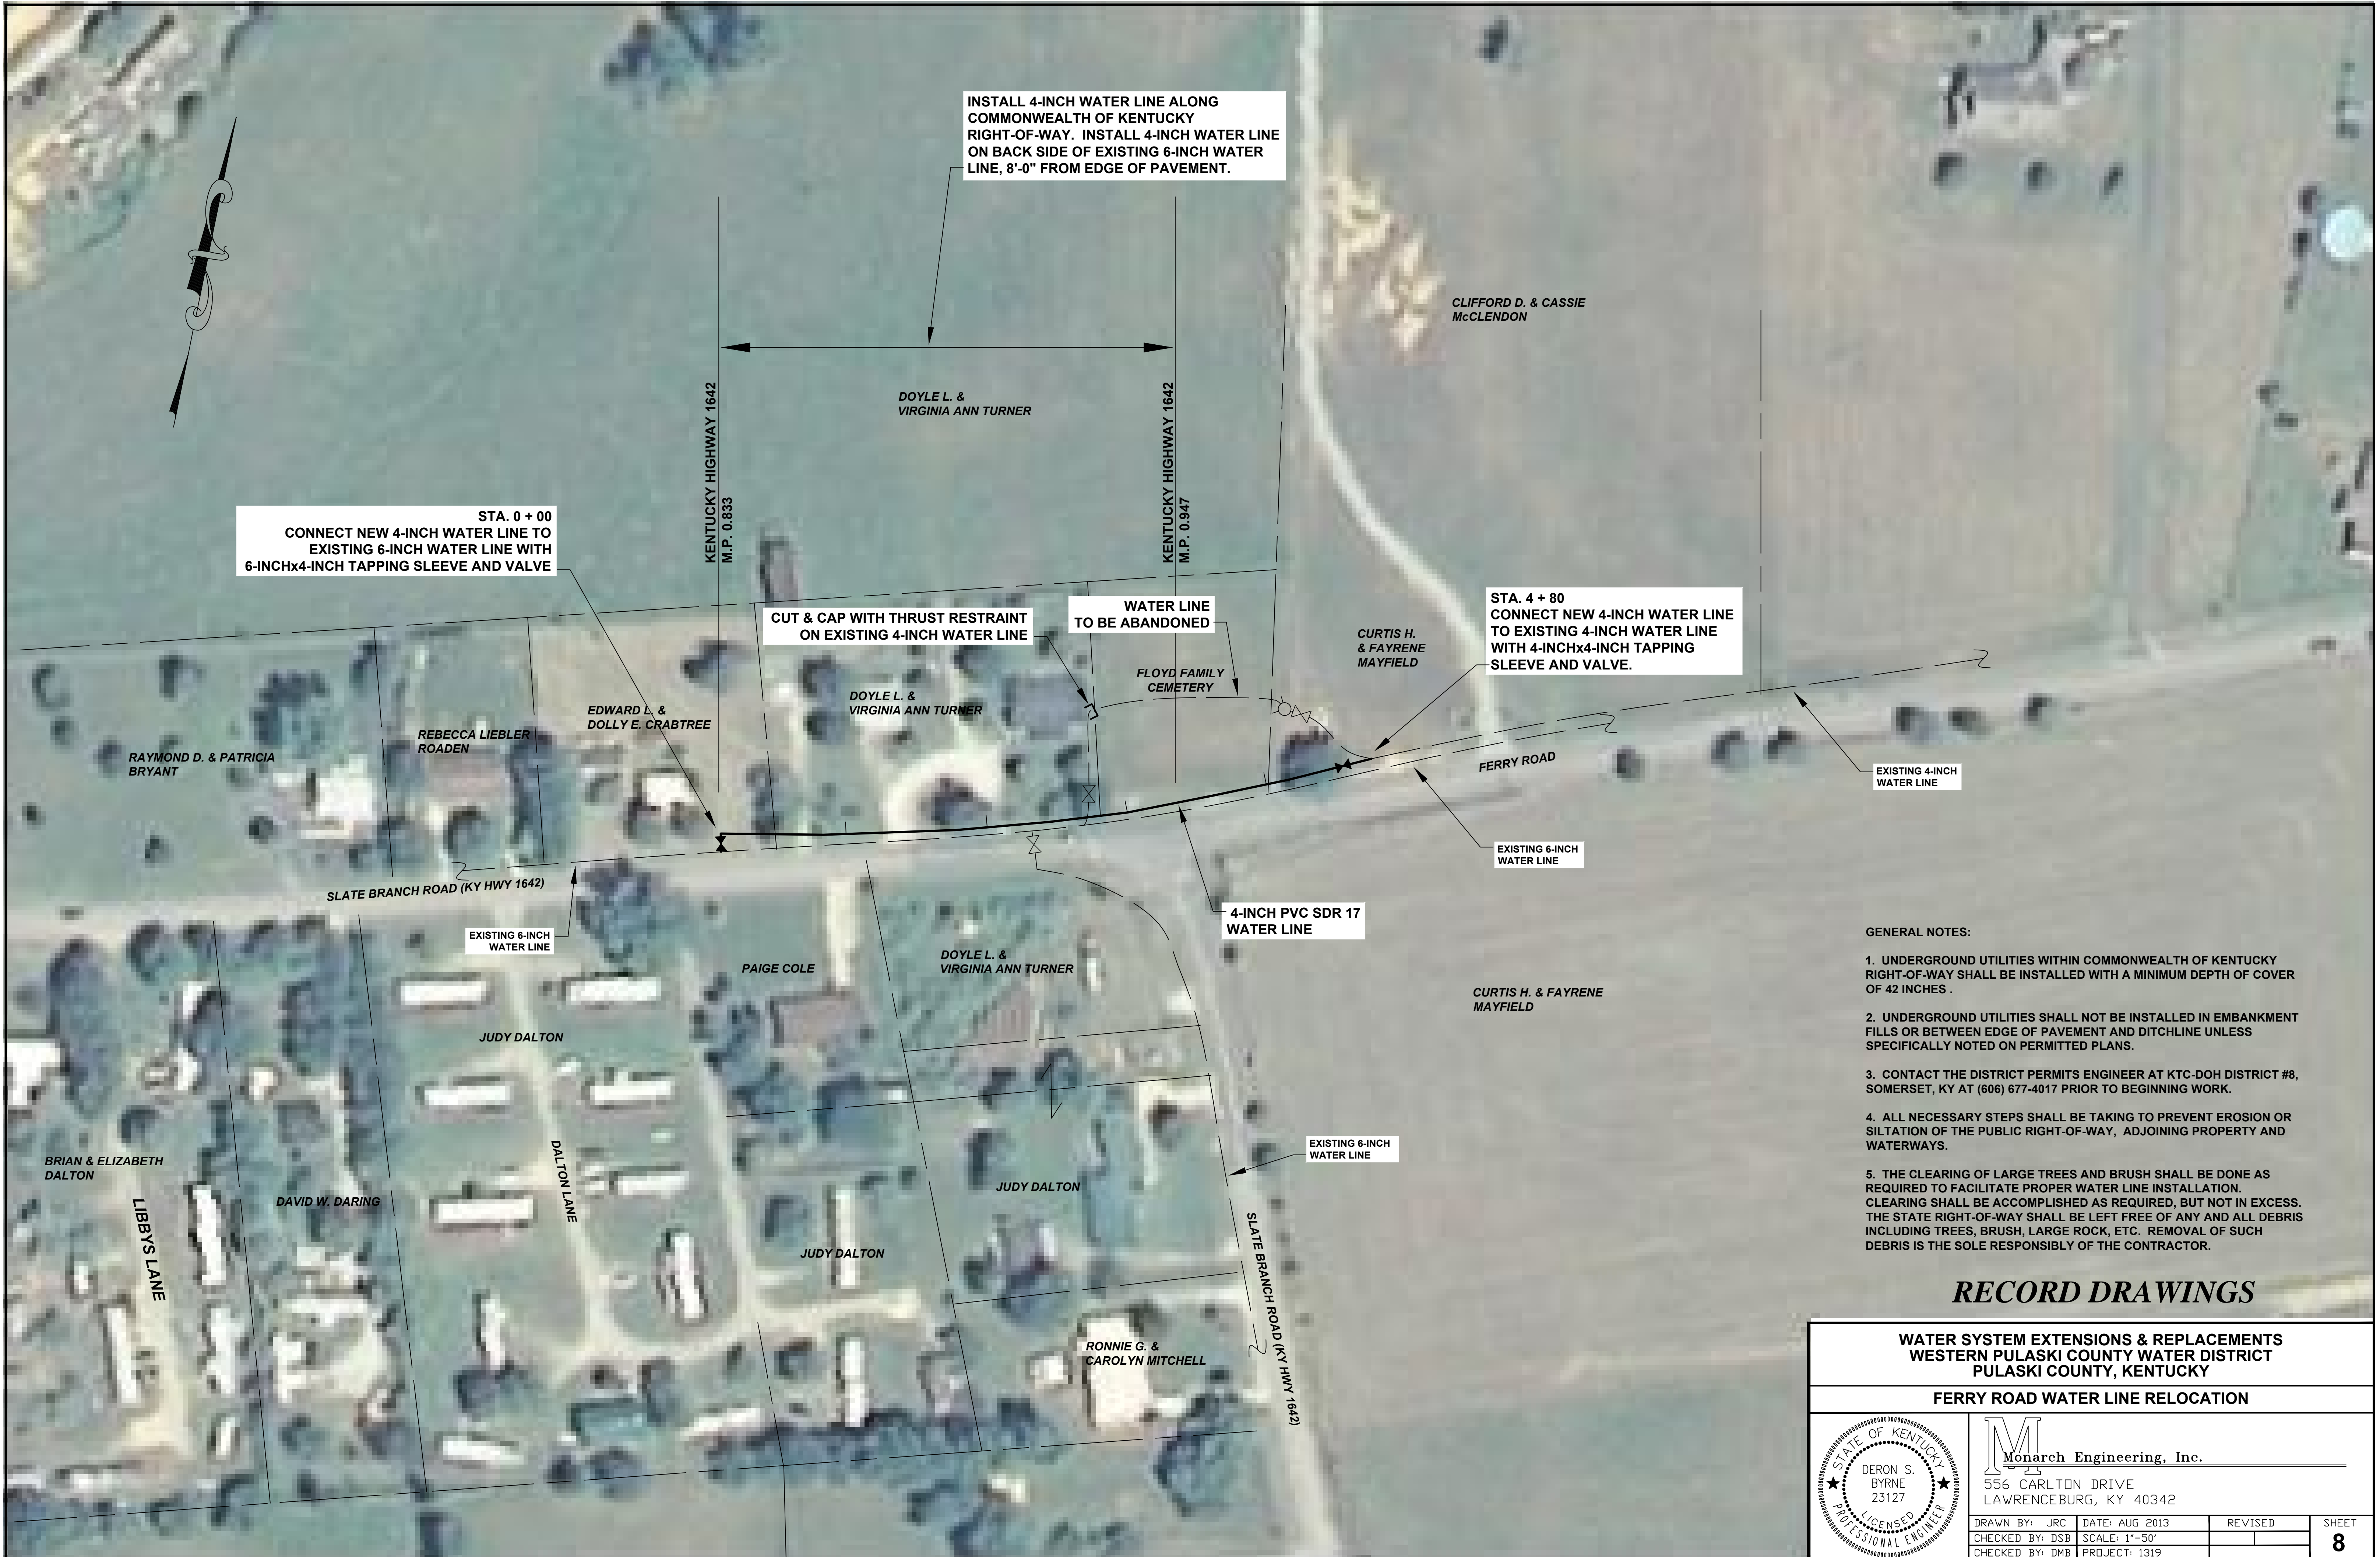 INSTALL 4-INCH WATER LINE ALONG
COMMONWEALTH OF KENTUCKY
RIGHT-OF-WAY. INSTALL 4-INCH WATER LINE
ON BACK SIDE OF EXISTING 6-INCH WATER
LINE, 8'-0" FROM EDGE OF PAVEMENT.
CLIFFORD D. & CASSIE
McCLENDON
DOYLE L. &
VIRGINIA ANN TURNER
KENTUCKY HIGHWAY 1642
M.P. 0.833
KENTUCKY HIGHWAY 1642
M.P. 0.947
STA. 0 + 00
CONNECT NEW 4-INCH WATER LINE TO
EXISTING 6-INCH WATER LINE WITH
6-INCHx4-INCH TAPPING SLEEVE AND VALVE
CUT & CAP WITH THRUST RESTRAINT
ON EXISTING 4-INCH WATER LINE
WATER LINE
TO BE ABANDONED
STA. 4 + 80
CONNECT NEW 4-INCH WATER LINE
TO EXISTING 4-INCH WATER LINE
WITH 4-INCHx4-INCH TAPPING
SLEEVE AND VALVE.
CURTIS H.
& FAYRENE
MAYFIELD
FLOYD FAMILY
CEMETERY
DOYLE L. &
VIRGINIA ANN TURNER
EDWARD L. &
DOLLY E. CRABTREE
REBECCA LIEBLER
ROADEN
RAYMOND D. & PATRICIA
BRYANT
FERRY ROAD
EXISTING 4-INCH
WATER LINE
EXISTING 6-INCH
WATER LINE
SLATE BRANCH ROAD (KY HWY 1642)
4-INCH PVC SDR 17
WATER LINE
EXISTING 6-INCH
WATER LINE
PAIGE COLE
DOYLE L. &
VIRGINIA ANN TURNER
CURTIS H. & FAYRENE
MAYFIELD
JUDY DALTON
DALTON LANE
BRIAN & ELIZABETH
DALTON
LIBBYS LANE
DAVID W. DARING
JUDY DALTON
JUDY DALTON
EXISTING 6-INCH
WATER LINE
SLATE BRANCH ROAD (KY HWY 1642)
RONNIE G. &
CAROLYN MITCHELL
GENERAL NOTES:
1. UNDERGROUND UTILITIES WITHIN COMMONWEALTH OF KENTUCKY
RIGHT-OF-WAY SHALL BE INSTALLED WITH A MINIMUM DEPTH OF COVER
OF 42 INCHES .
2. UNDERGROUND UTILITIES SHALL NOT BE INSTALLED IN EMBANKMENT
FILLS OR BETWEEN EDGE OF PAVEMENT AND DITCHLINE UNLESS
SPECIFICALLY NOTED ON PERMITTED PLANS.
3. CONTACT THE DISTRICT PERMITS ENGINEER AT KTC-DOH DISTRICT #8,
SOMERSET, KY AT (606) 677-4017 PRIOR TO BEGINNING WORK.
4. ALL NECESSARY STEPS SHALL BE TAKING TO PREVENT EROSION OR
SILTATION OF THE PUBLIC RIGHT-OF-WAY, ADJOINING PROPERTY AND
WATERWAYS.
5. THE CLEARING OF LARGE TREES AND BRUSH SHALL BE DONE AS
REQUIRED TO FACILITATE PROPER WATER LINE INSTALLATION.
CLEARING SHALL BE ACCOMPLISHED AS REQUIRED, BUT NOT IN EXCESS.
THE STATE RIGHT-OF-WAY SHALL BE LEFT FREE OF ANY AND ALL DEBRIS
INCLUDING TREES, BRUSH, LARGE ROCK, ETC. REMOVAL OF SUCH
DEBRIS IS THE SOLE RESPONSIBLY OF THE CONTRACTOR.
RECORD DRAWINGS
WATER SYSTEM EXTENSIONS & REPLACEMENTS
WESTERN PULASKI COUNTY WATER DISTRICT
PULASKI COUNTY, KENTUCKY
FERRY ROAD WATER LINE RELOCATION
STATE OF KENTUCKY
DERON S.
BYRNE
23127
LICENSED
PROFESSIONAL ENGINEER
M
Monarch Engineering, Inc.
556 CARLTON DRIVE
LAWRENCEBURG, KY 40342
DRAWN BY: JRC DATE: AUG 2013 REVISED SHEET
CHECKED BY: DSB SCALE: 1"-50' 8
CHECKED BY: DMB PROJECT: 1319